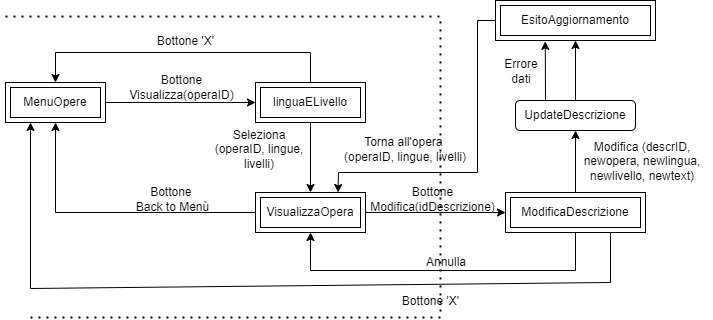 EsitoAggiornamento
Bottone 'X'
Errore
dati
Bottone
Visualizza(operaID)
MenuOpere
linguaELivello
UpdateDescrizione
Seleziona
(operaID, lingue,
livelli)
Torna all'opera
(operaID, lingue, livelli)
Modifica (descrID,
newopera, newlingua,
newlivello, newtext)
Bottone
Back to Menù
VisualizzaOpera
Bottone
Modifica(idDescrizione)
ModificaDescrizione
Annulla
Bottone 'X'